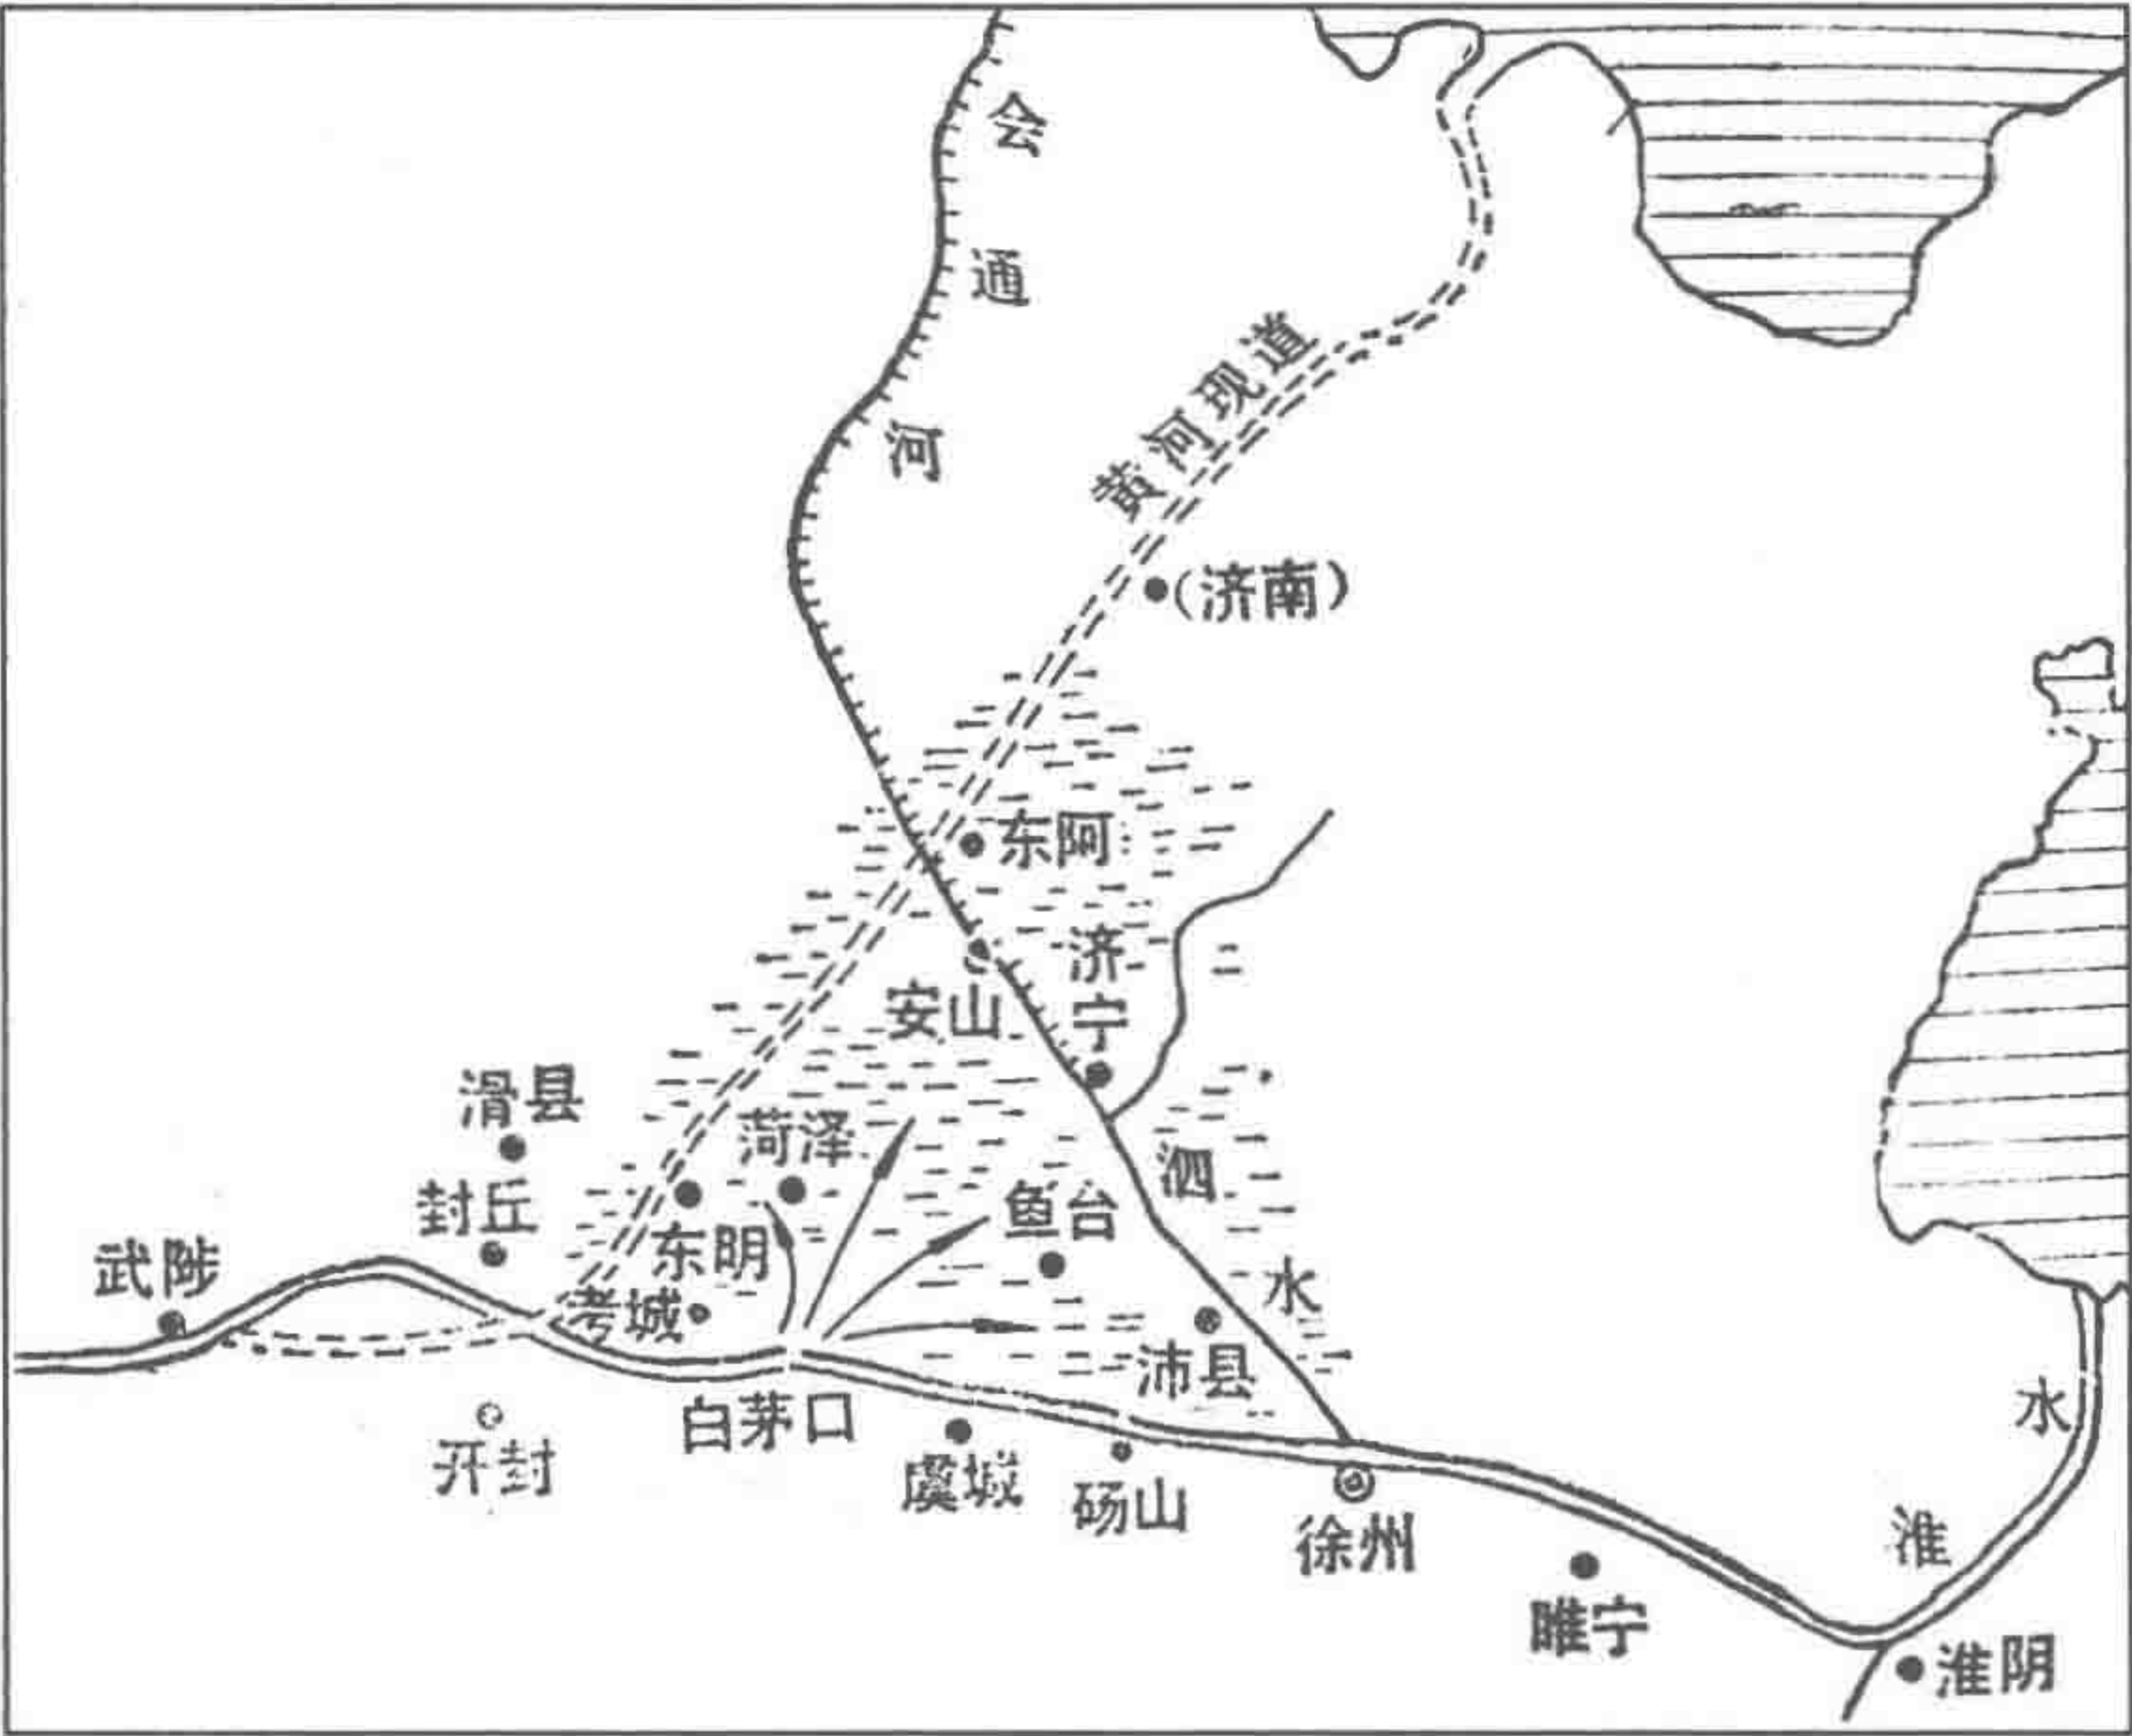 会通河
黄河现道
(济南)
东阿
济宁
安山
滑县
菏泽
封丘
泗水
鱼台
武陟
东明
考城
沛县
白茅口
开封
虞城
砀山
徐州
睢宁
淮水
淮阴